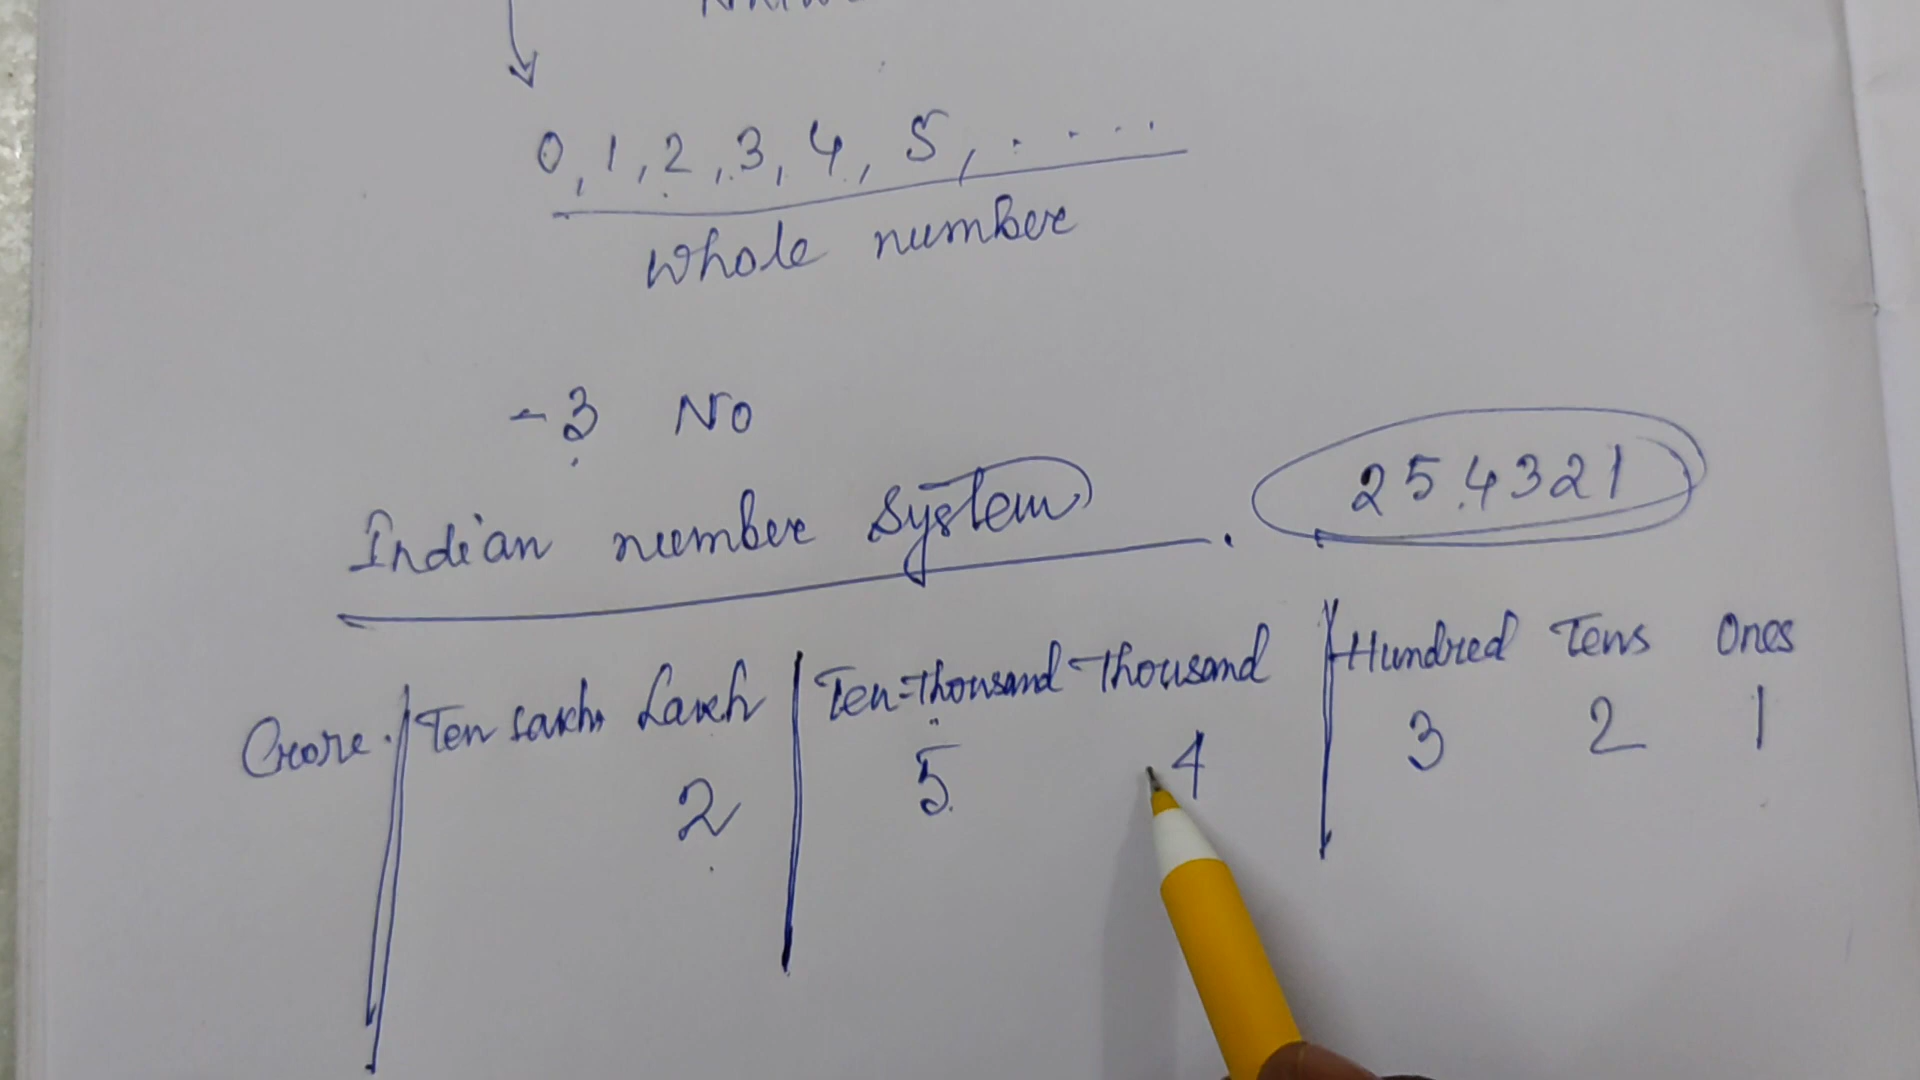 0, 1, 2, 3, 4, 5, .....
Whole number
-3 No
Indian number System. 254321
Crore. Ten Lakh Lakh Ten-Thousand Thousand Hundred Tens Ones
2 5 4 3 2 1